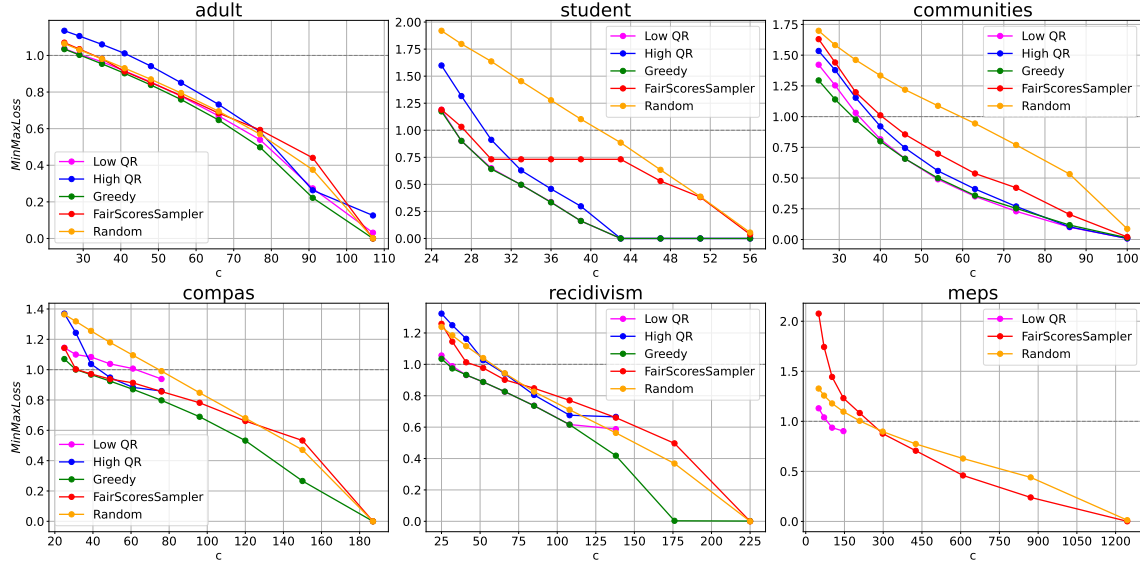 adult
MinMaxLoss
1.0
0.8
0.6
0.4
0.2
0.0
Low QR
High QR
Greedy
FairScoresSampler
Random
30 40 50 60 70 80 90 100 110
c
student
2.00
1.75
1.50
1.25
1.00
0.75
0.50
0.25
0.00
Low QR
High QR
Greedy
FairScoresSampler
Random
24 28 32 36 40 44 48 52 56
c
communities
1.75
1.50
1.25
1.00
0.75
0.50
0.25
0.00
Low QR
High QR
Greedy
FairScoresSampler
Random
30 40 50 60 70 80 90 100
c
compas
MinMaxLoss
1.4
1.2
1.0
0.8
0.6
0.4
0.2
0.0
Low QR
High QR
Greedy
FairScoresSampler
Random
20 40 60 80 100 120 140 160 180
c
recidivism
1.2
1.0
0.8
0.6
0.4
0.2
0.0
Low QR
High QR
Greedy
FairScoresSampler
Random
25 50 75 100 125 150 175 200 225
c
meps
2.0
1.5
1.0
0.5
0.0
Low QR
FairScoresSampler
Random
0 150 300 450 600 750 900 1050 1200
c